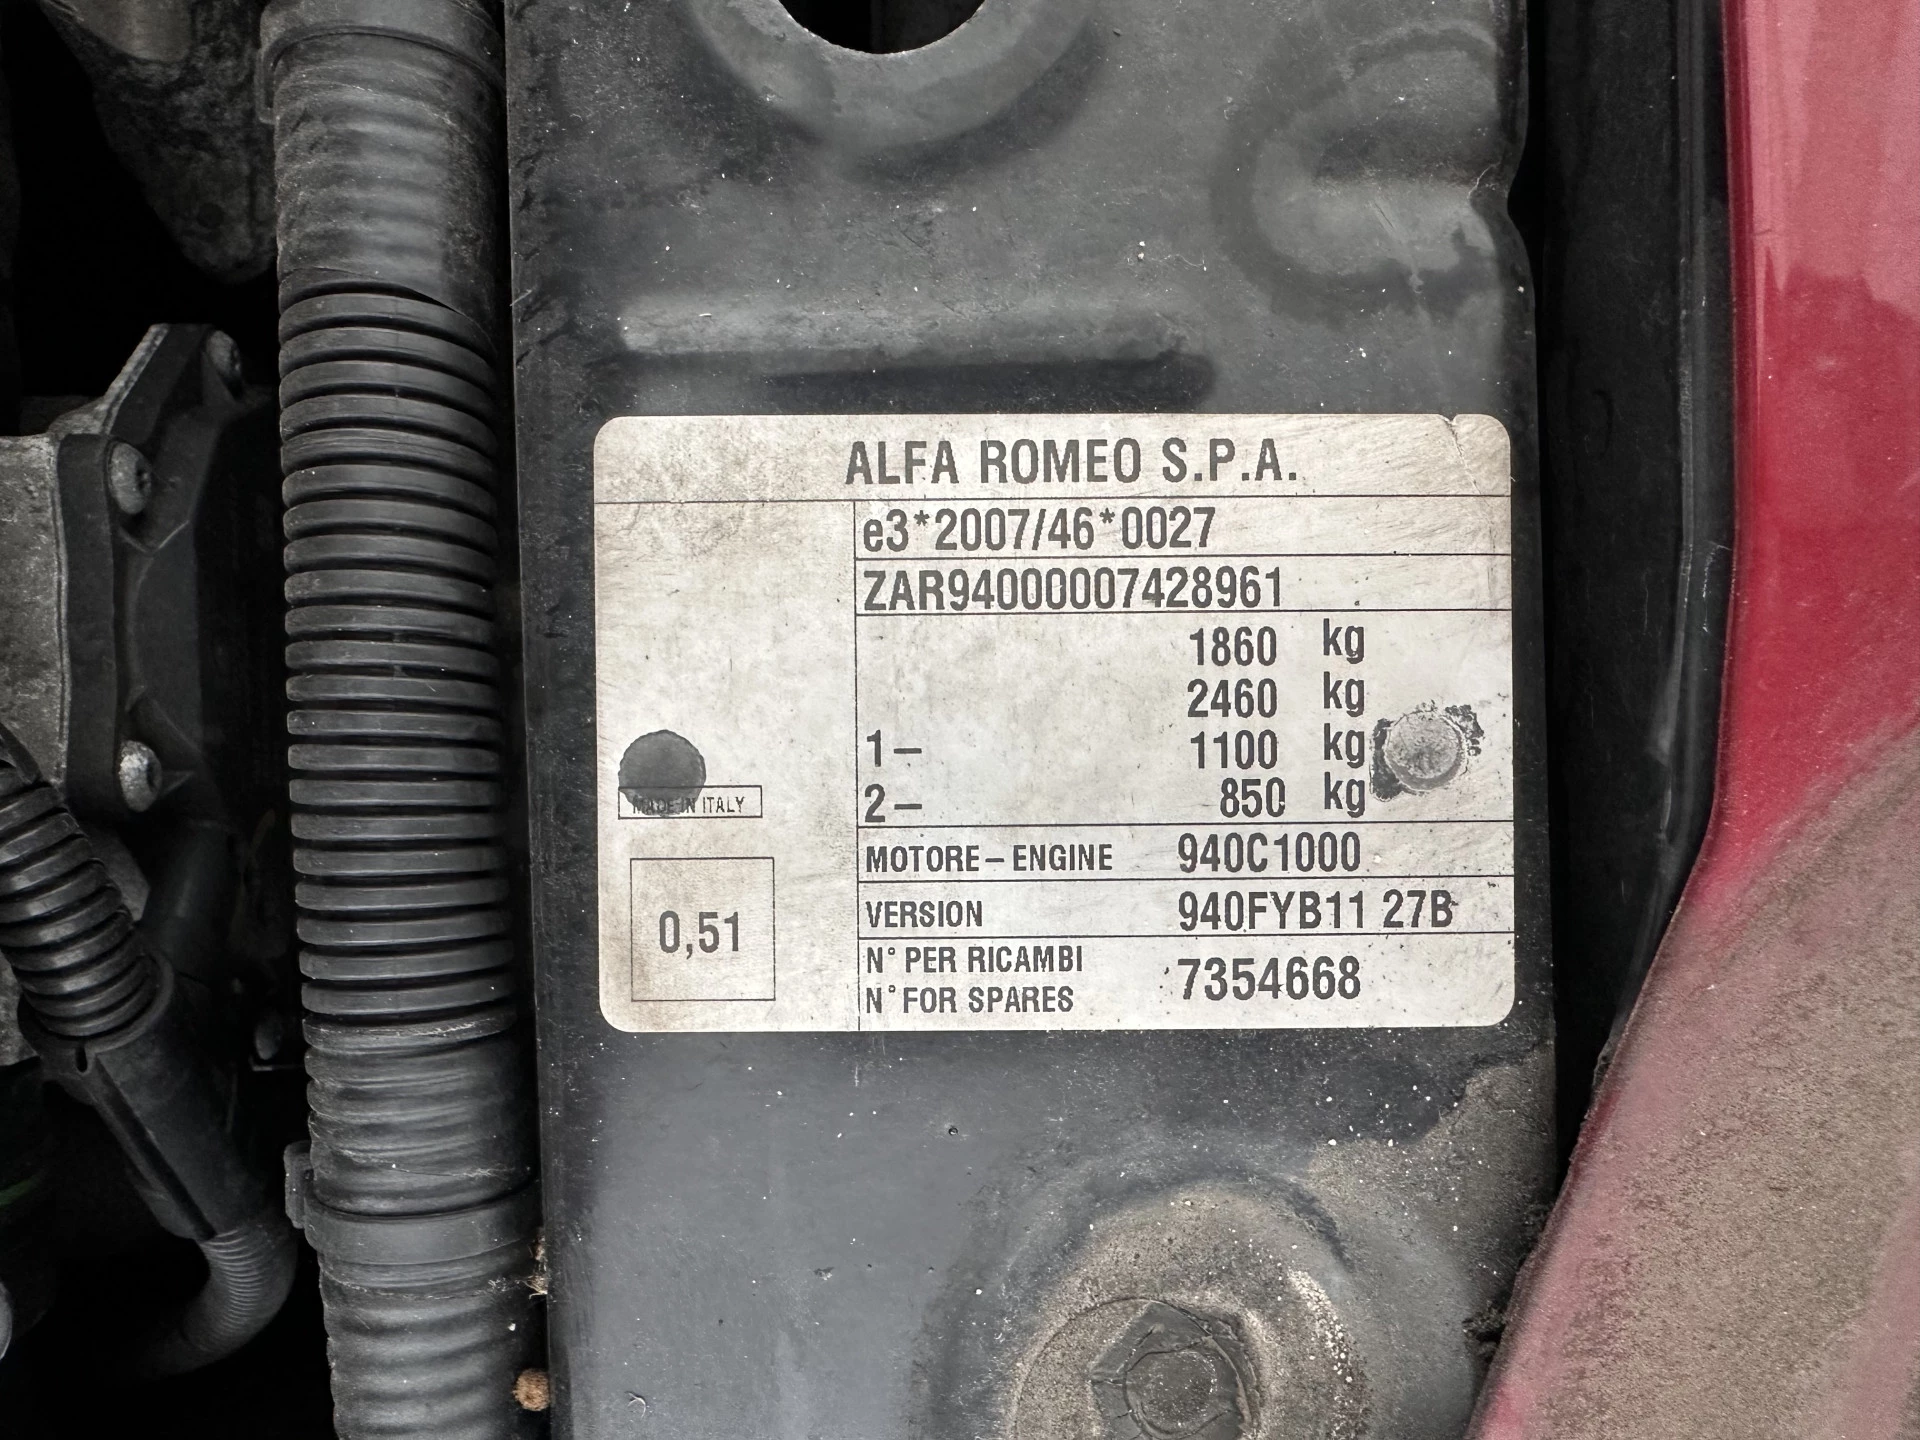 ALFA ROMEO S.P.A.
e3*2007/46*0027
ZAR94000007428961
1860 kg
2460 kg
1– 1100 kg
2– 850 kg
MADE IN ITALY
MOTORE–ENGINE 940C1000
VERSION 940FYB11 27B
0,51
N° PER RICAMBI
N° FOR SPARES 7354668